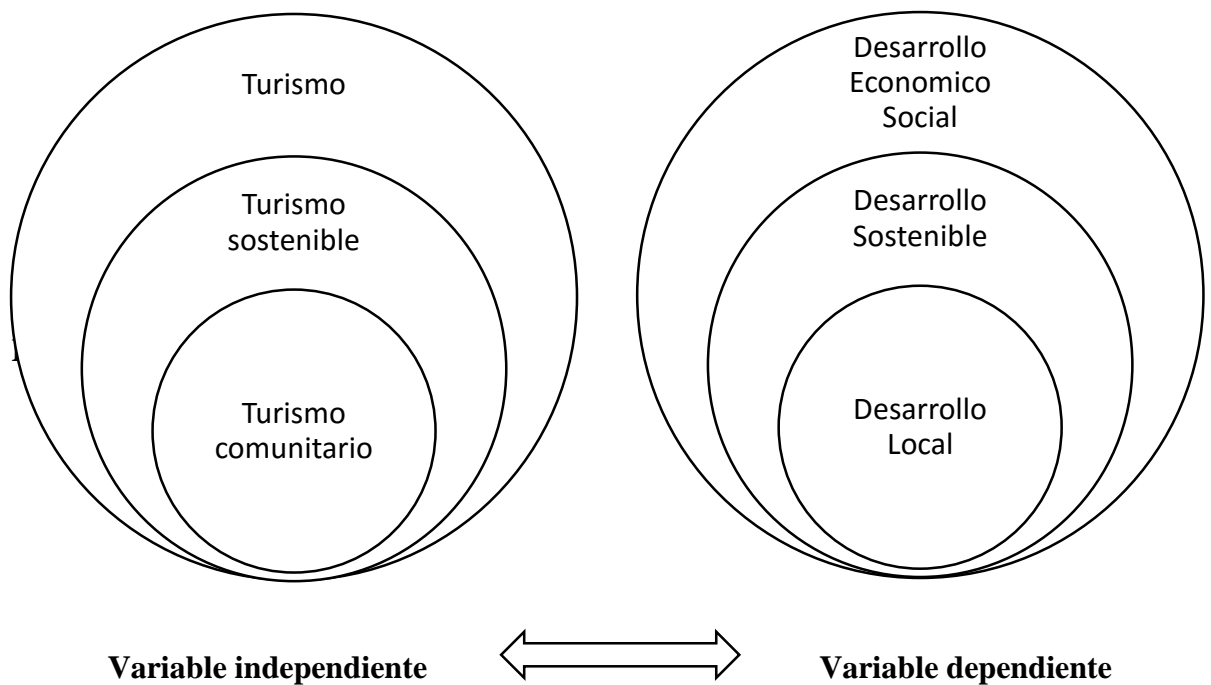 Turismo
Turismo
sostenible
Turismo
comunitario
Desarrollo
Economico
Social
Desarrollo
Sostenible
Desarrollo
Local
Variable independiente
Variable dependiente